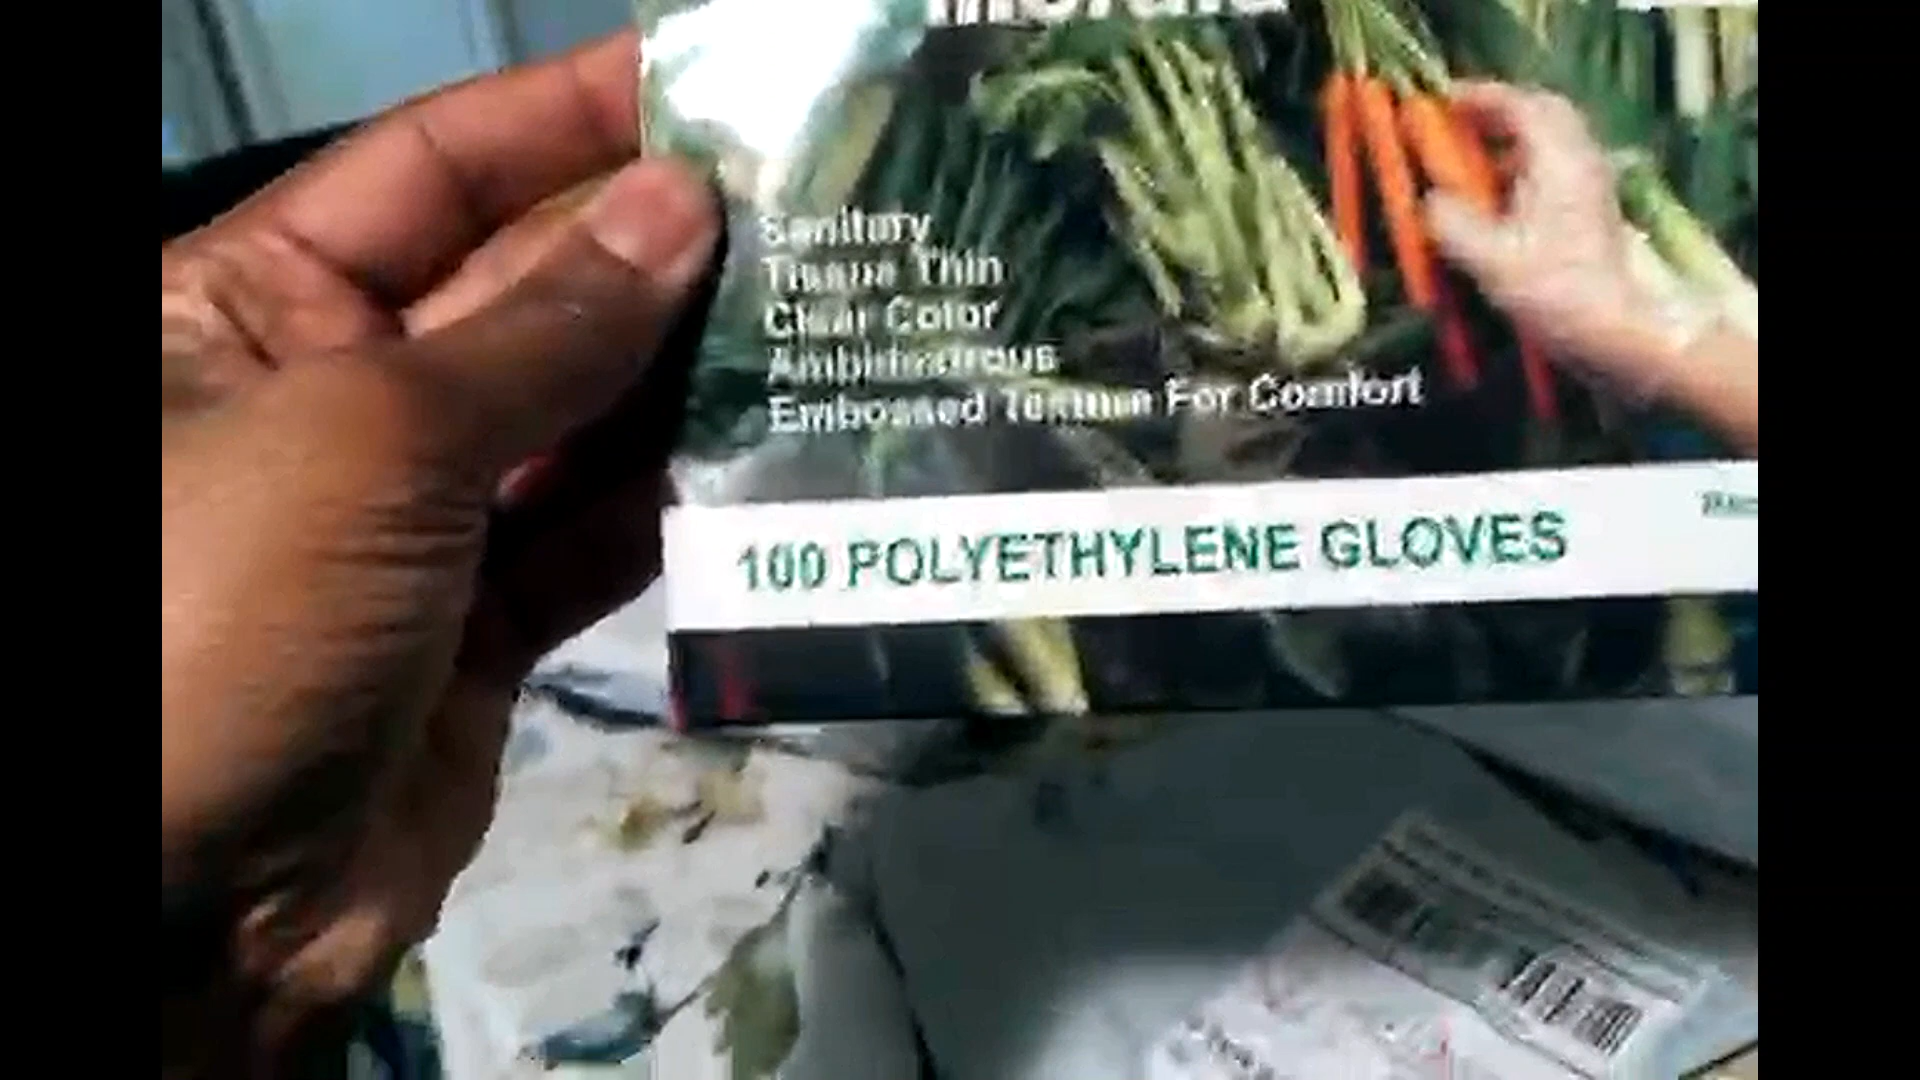 Sanitary
Tissue Thin
Clear Color
Ambidextrous
Embossed Texture For Comfort
100 POLYETHYLENE GLOVES